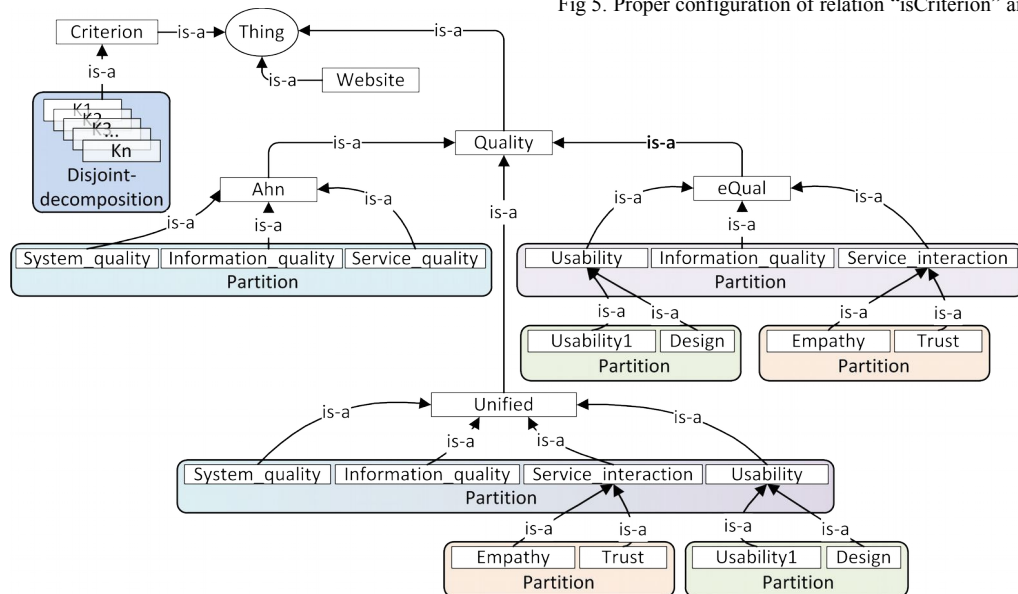 Fig 5. Proper configuration of relation “isCriterion” a
Criterion
is-a
Thing
is-a
is-a
is-a
Website
K1
K2
K3...
Kn
Disjoint-
decomposition
is-a
Quality
is-a
Ahn
eQual
is-a
is-a
is-a
is-a
is-a
is-a
is-a
System_quality
Information_quality
Service_quality
Partition
Usability
Information_quality
Service_interaction
Partition
is-a
is-a
is-a
is-a
Usability1
Design
Partition
Empathy
Trust
Partition
Unified
is-a
is-a
is-a
is-a
System_quality
Information_quality
Service_interaction
Usability
Partition
is-a
is-a
is-a
is-a
Empathy
Trust
Partition
Usability1
Design
Partition